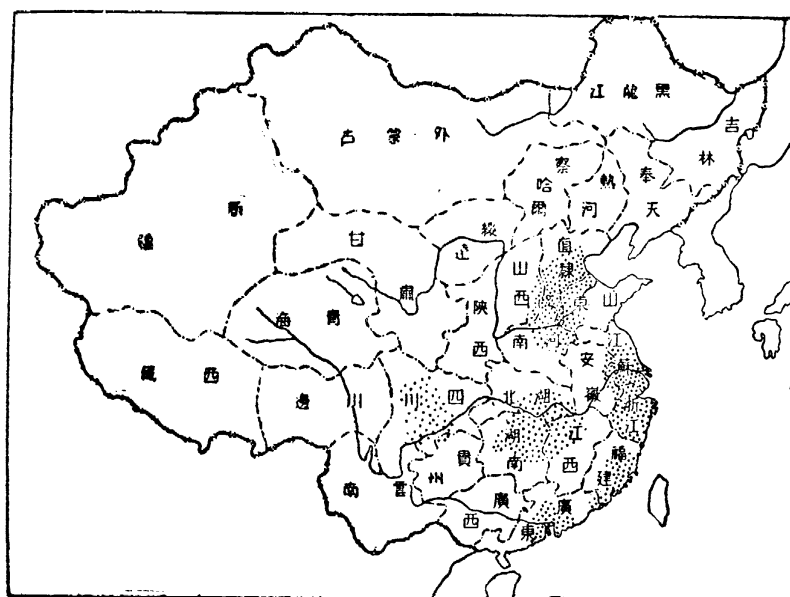 黑龍江
吉林
外蒙古
察哈爾
熱河
奉天
新疆
甘肅
綏
直隸
山西
山東
青海
陝西
河南
江蘇
安徽
西藏
川邊
四川
湖北
浙江
湖南
江西
福建
貴州
雲南
廣西
廣東